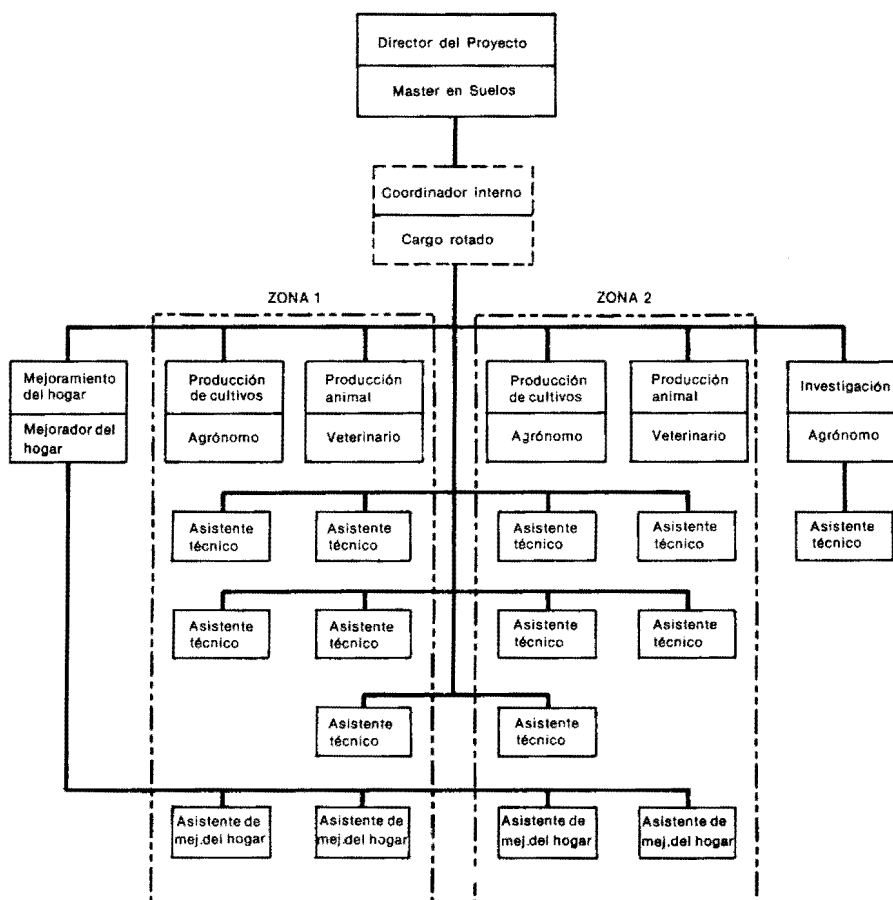 Director del Proyecto
Master en Suelos
Coordinador interno
Cargo rotado
ZONA 1
ZONA 2
Mejoramiento
del hogar
Mejorador del
hogar
Producción
de cultivos
Agrónomo
Producción
animal
Veterinario
Producción
de cultivos
Agrónomo
Producción
animal
Veterinario
Investigación
Agrónomo
Asistente
técnico
Asistente
técnico
Asistente
técnico
Asistente
técnico
Asistente
técnico
Asistente
técnico
Asistente
técnico
Asistente
técnico
Asistente
técnico
Asistente
técnico
Asistente
técnico
Asistente de
mej.del hogar
Asistente de
mej.del hogar
Asistente de
mej.del hogar
Asistente de
mej.del hogar